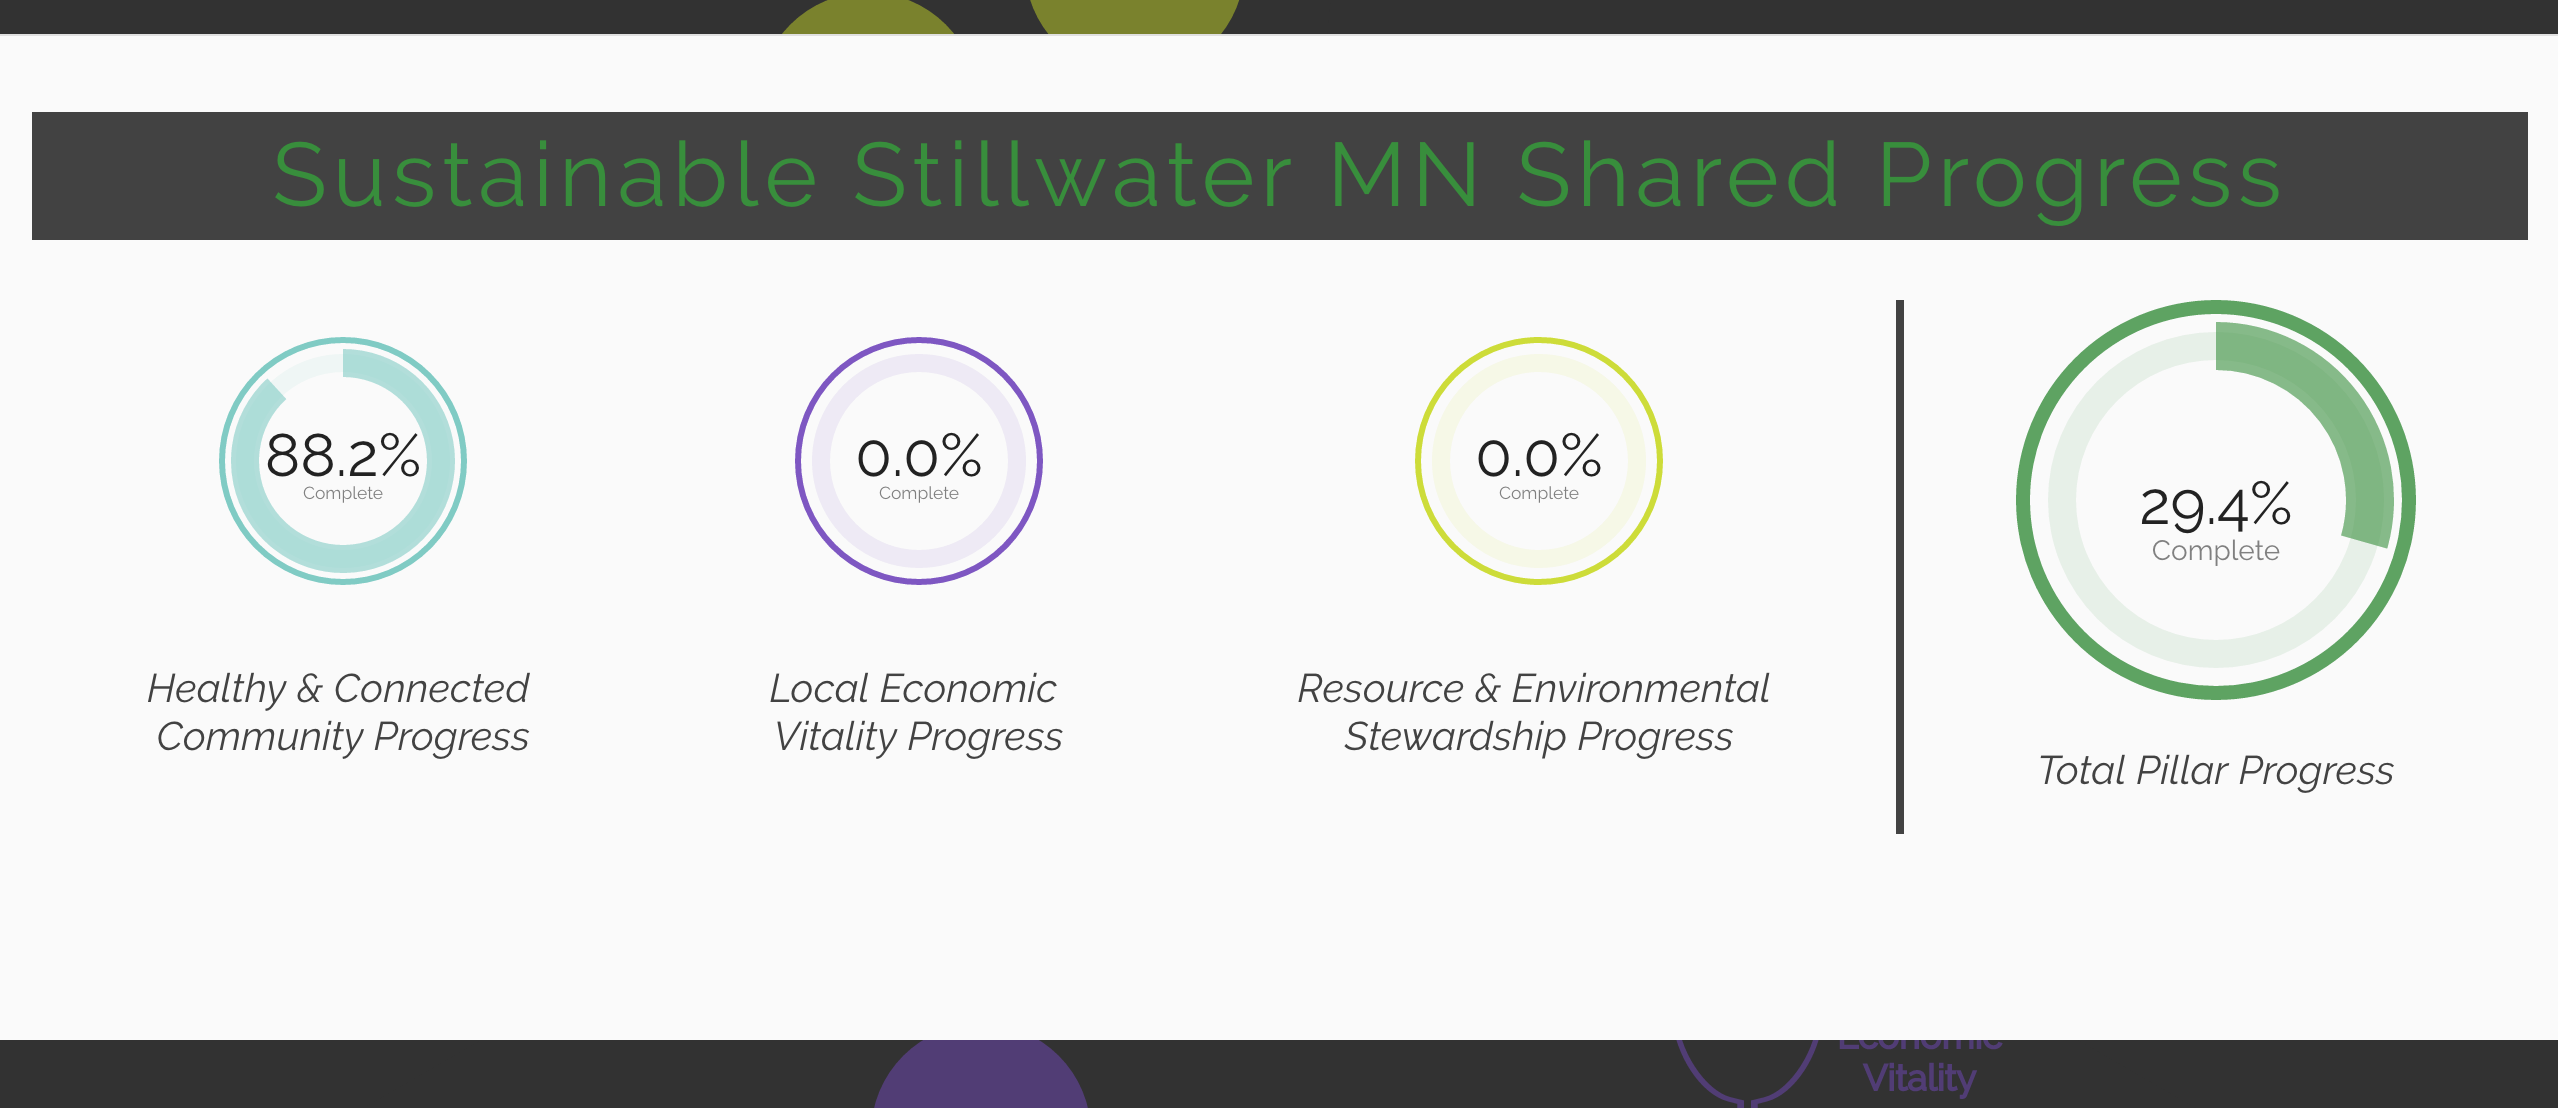 Sustainable Stillwater MN Shared Progress
88.2%
Complete
Healthy & Connected
Community Progress
0.0%
Complete
Local Economic
Vitality Progress
0.0%
Complete
Resource & Environmental
Stewardship Progress
29.4%
Complete
Total Pillar Progress
Economic
Vitality